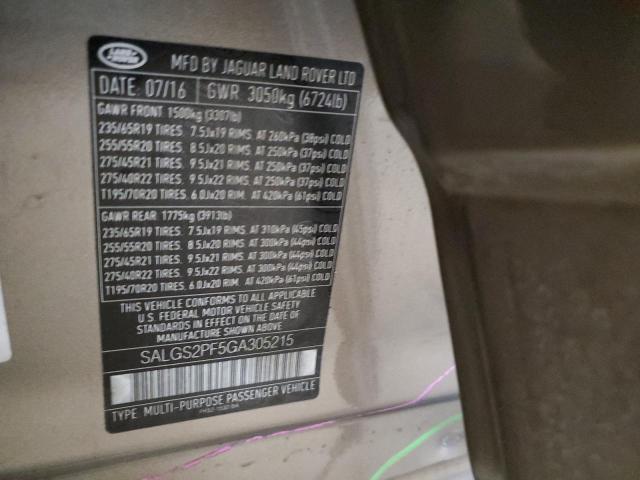 LAND ROVER
MFD BY JAGUAR LAND ROVER LTD
DATE 07/16 GWR 3050kg (6724lb)
GAWR FRONT 1500kg (3307lb)
235/65R19 TIRES. 7.5Jx19 RIMS. AT 260kPa (38psi) COLD
255/55R20 TIRES. 8.5Jx20 RIMS. AT 250kPa (37psi) COLD
275/45R21 TIRES. 9.5Jx21 RIMS. AT 250kPa (37psi) COLD
275/40R22 TIRES. 9.5Jx22 RIMS. AT 250kPa (37psi) COLD
T195/70R20 TIRES. 6.0Jx20 RIM. AT 420kPa (61psi) COLD
GAWR REAR 1775kg (3913lb)
235/65R19 TIRES. 7.5Jx19 RIMS. AT 310kPa (45psi) COLD
255/55R20 TIRES. 8.5Jx20 RIMS. AT 300kPa (44psi) COLD
275/45R21 TIRES. 9.5Jx21 RIMS. AT 300kPa (44psi) COLD
275/40R22 TIRES. 9.5Jx22 RIMS. AT 300kPa (44psi) COLD
T195/70R20 TIRES. 6.0Jx20 RIM. AT 420kPa (61psi) COLD
THIS VEHICLE CONFORMS TO ALL APPLICABLE
U.S. FEDERAL MOTOR VEHICLE SAFETY
STANDARDS IN EFFECT ON THE DATE OF
MANUFACTURE SHOWN ABOVE
SALGS2PF5GA305215
TYPE MULTI-PURPOSE PASSENGER VEHICLE